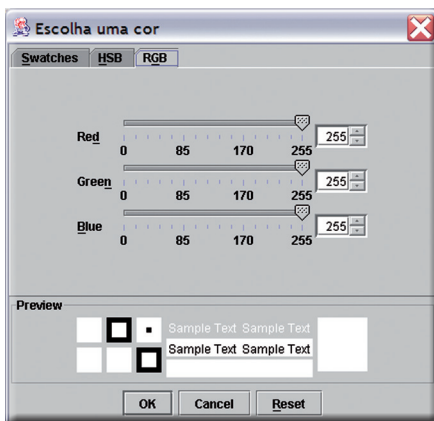 Escolha uma cor
Swatches HSB RGB
Red 255
0 85 170 255
Green 255
0 85 170 255
Blue 255
0 85 170 255
Preview
Sample Text Sample Text
Sample Text Sample Text
OK Cancel Reset